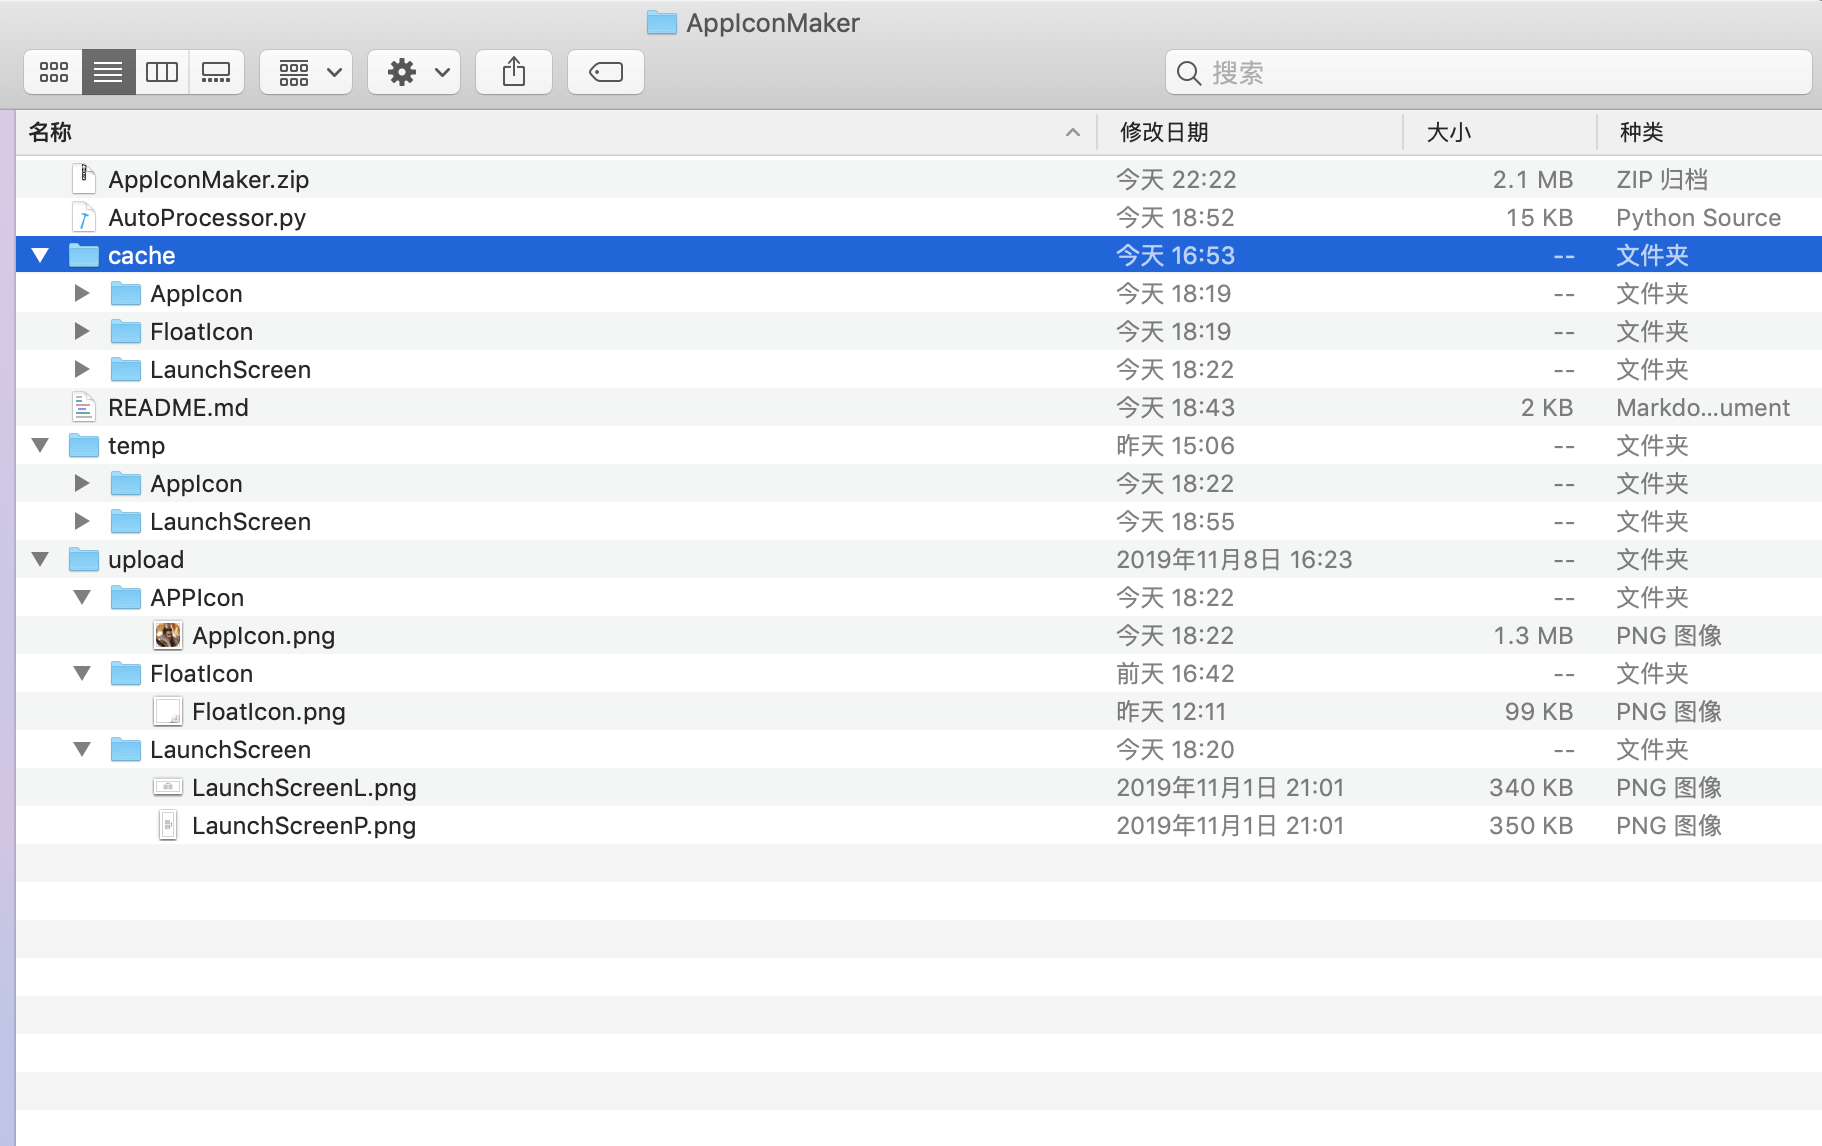 AppIconMaker
搜索
名称 修改日期 大小 种类
AppIconMaker.zip 今天 22:22 2.1 MB ZIP 归档
AutoProcessor.py 今天 18:52 15 KB Python Source
cache 今天 16:53 -- 文件夹
AppIcon 今天 18:19 -- 文件夹
FloatIcon 今天 18:19 -- 文件夹
LaunchScreen 今天 18:22 -- 文件夹
README.md 今天 18:43 2 KB Markdo...ument
temp 昨天 15:06 -- 文件夹
AppIcon 今天 18:22 -- 文件夹
LaunchScreen 今天 18:55 -- 文件夹
upload 2019年11月8日 16:23 -- 文件夹
APPIcon 今天 18:22 -- 文件夹
AppIcon.png 今天 18:22 1.3 MB PNG 图像
FloatIcon 前天 16:42 -- 文件夹
FloatIcon.png 昨天 12:11 99 KB PNG 图像
LaunchScreen 今天 18:20 -- 文件夹
LaunchScreenL.png 2019年11月1日 21:01 340 KB PNG 图像
LaunchScreenP.png 2019年11月1日 21:01 350 KB PNG 图像